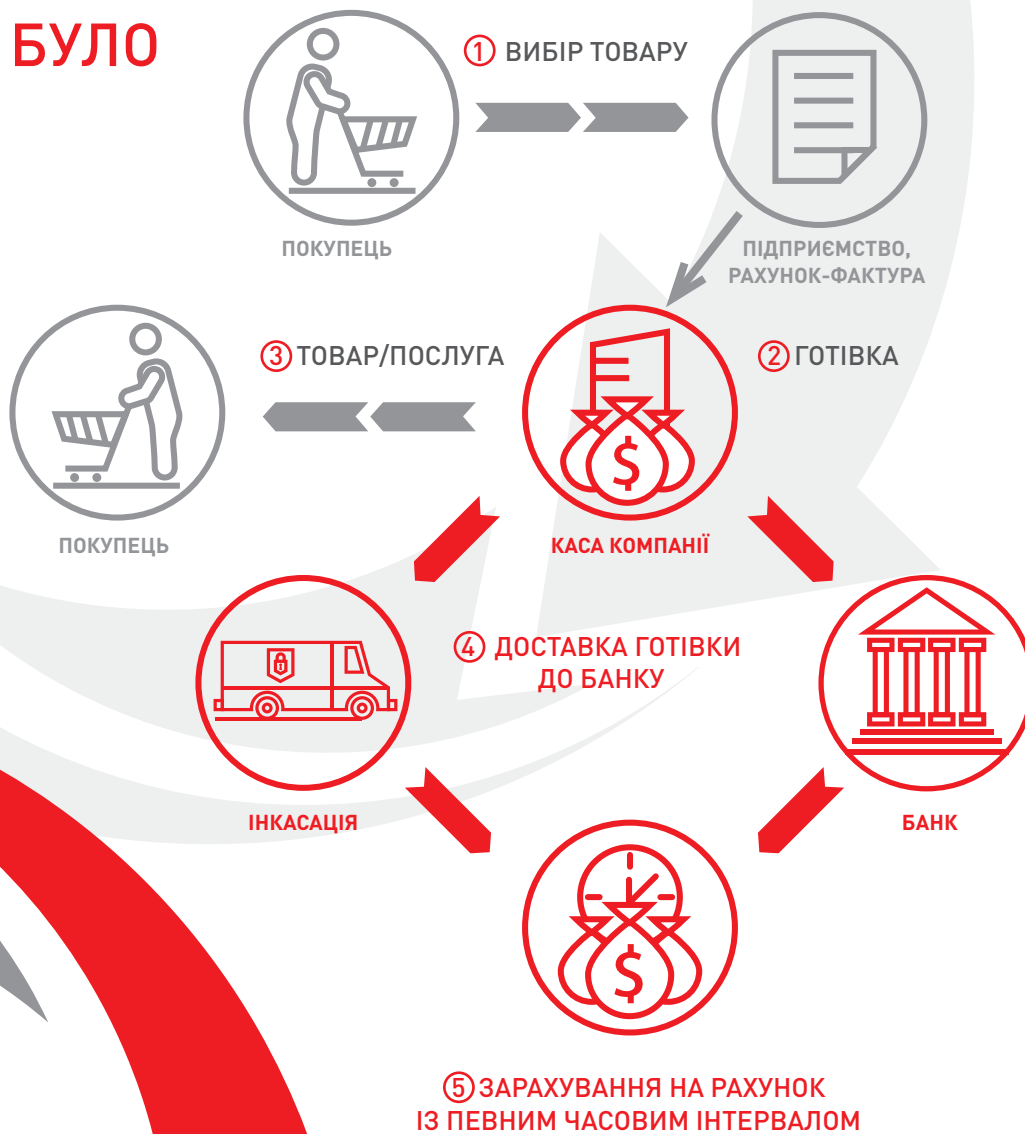 БУЛО
① ВИБІР ТОВАРУ
ПОКУПЕЦЬ
ПІДПРИЄМСТВО,
РАХУНОК-ФАКТУРА
③ ТОВАР/ПОСЛУГА
② ГОТІВКА
$
ПОКУПЕЦЬ
КАСА КОМПАНІЇ
④ ДОСТАВКА ГОТІВКИ
ДО БАНКУ
ІНКАСАЦІЯ
БАНК
$
⑤ ЗАРАХУВАННЯ НА РАХУНОК
ІЗ ПЕВНИМ ЧАСОВИМ ІНТЕРВАЛОМ